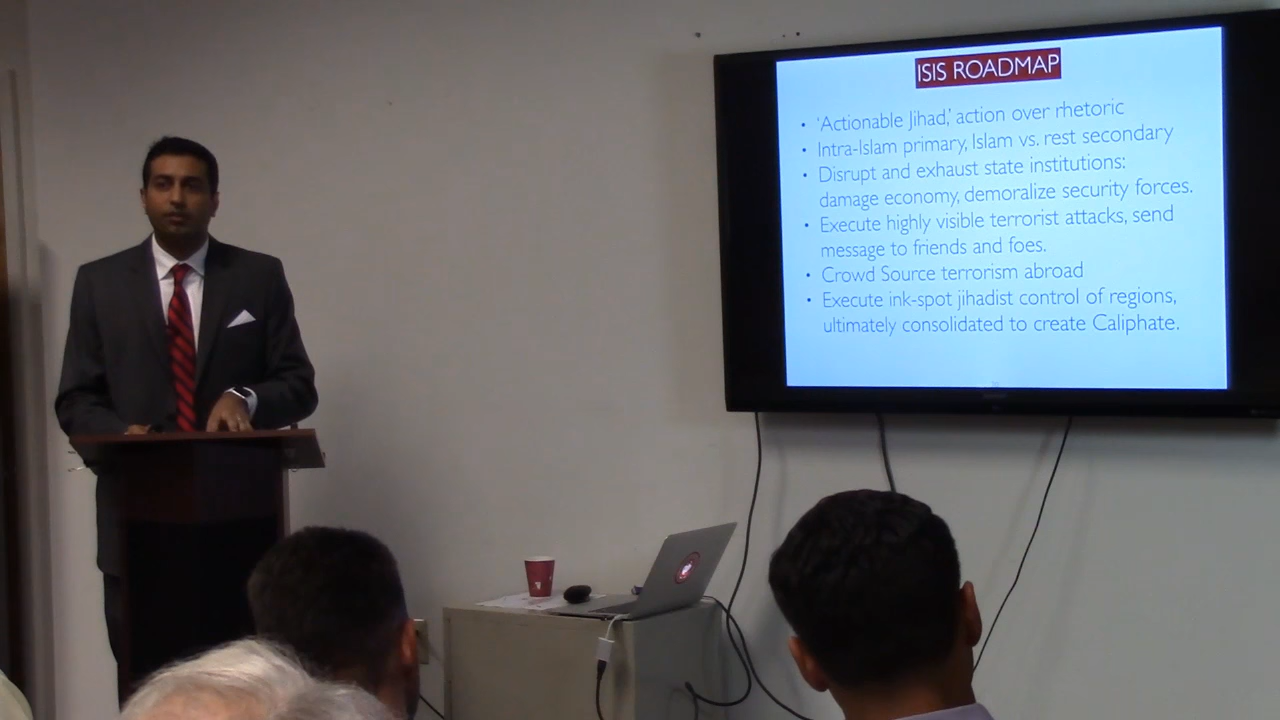 ISIS ROADMAP
• 'Actionable Jihad,' action over rhetoric
• Intra-Islam primary, Islam vs. rest secondary
• Disrupt and exhaust state institutions:
damage economy, demoralize security forces.
• Execute highly visible terrorist attacks, send
message to friends and foes.
• Crowd Source terrorism abroad
• Execute ink-spot jihadist control of regions,
ultimately consolidated to create Caliphate.